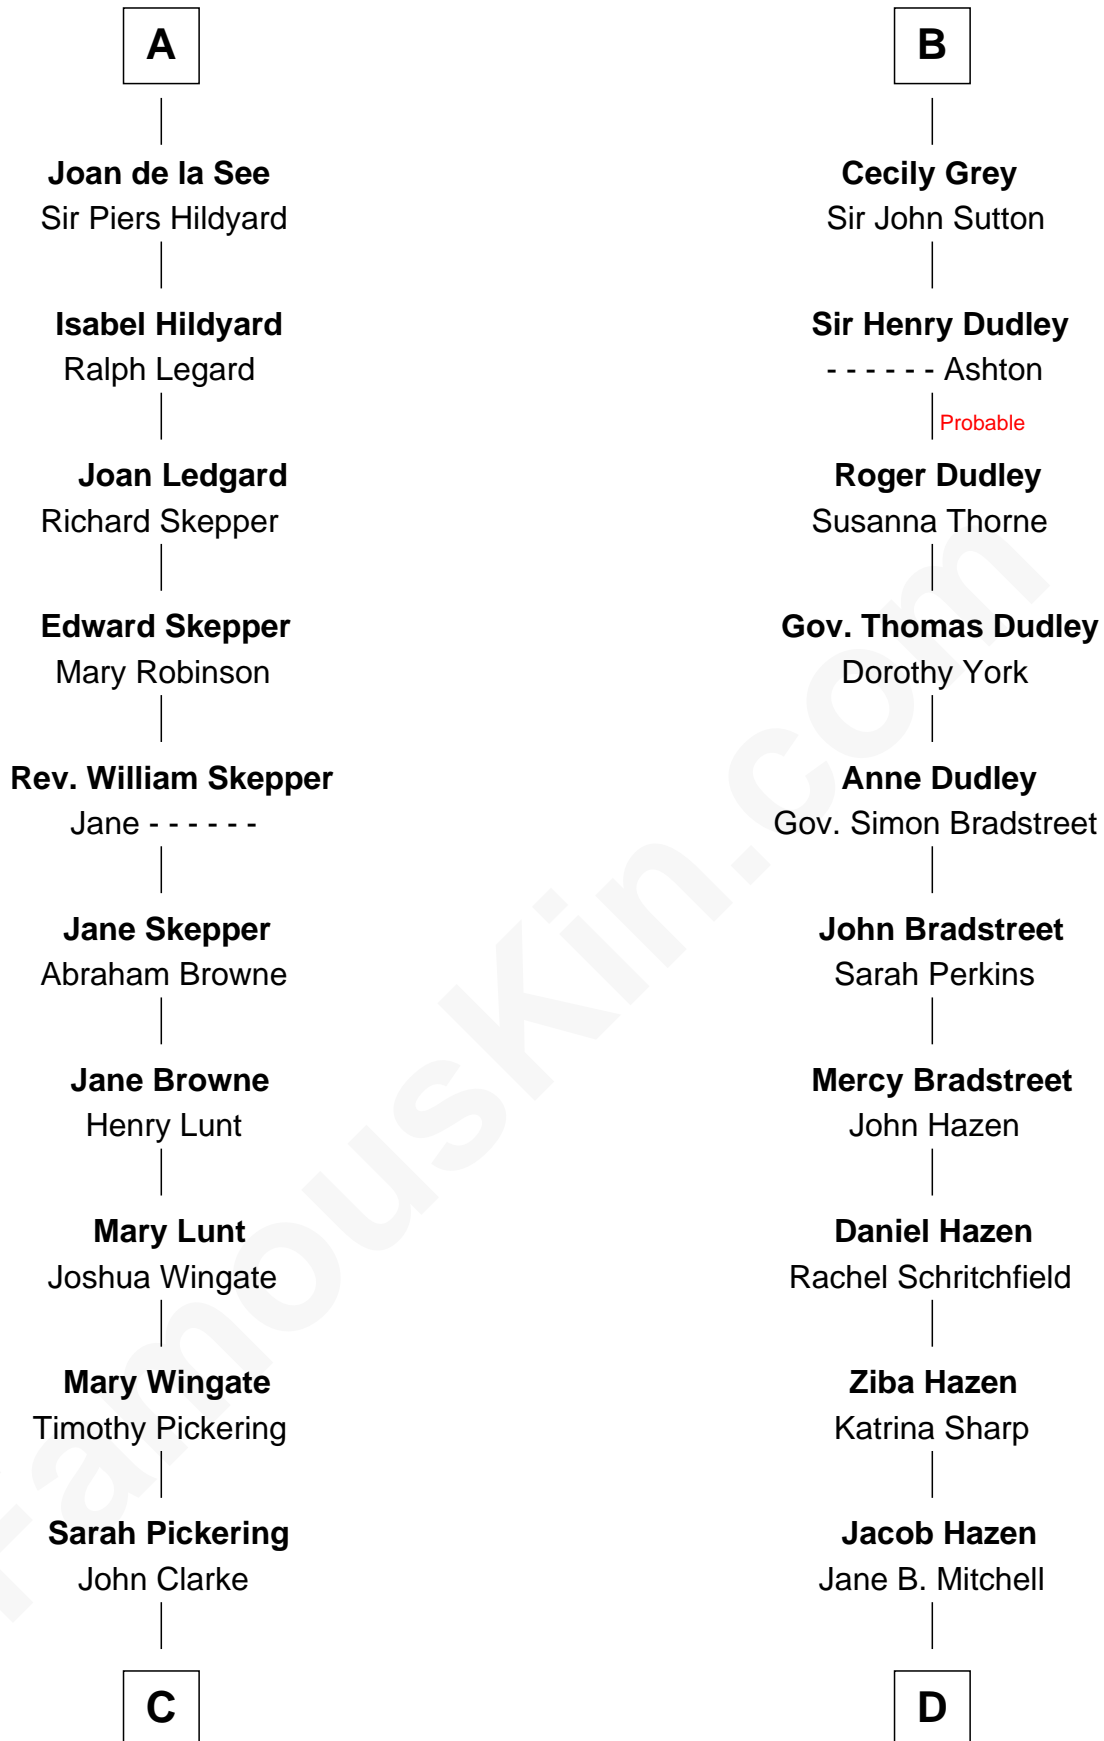 A
Joan de la See
Sir Piers Hildyard
Isabel Hildyard
Ralph Legard
Joan Ledgard
Richard Skepper
Edward Skepper
Mary Robinson
Rev. William Skepper
Jane - - - - - -
Jane Skepper
Abraham Browne
Jane Browne
Henry Lunt
Mary Lunt
Joshua Wingate
Mary Wingate
Timothy Pickering
Sarah Pickering
John Clarke
C
B
Cecily Grey
Sir John Sutton
Sir Henry Dudley
- - - - - - Ashton
Probable
Roger Dudley
Susanna Thorne
Gov. Thomas Dudley
Dorothy York
Anne Dudley
Gov. Simon Bradstreet
John Bradstreet
Sarah Perkins
Mercy Bradstreet
John Hazen
Daniel Hazen
Rachel Schritchfield
Ziba Hazen
Katrina Sharp
Jacob Hazen
Jane B. Mitchell
D
FamousKin.com